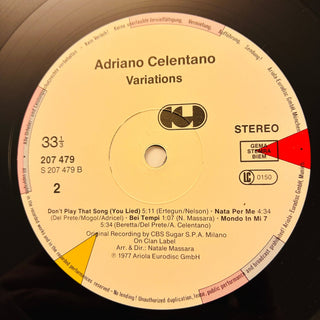 Adriano Celentano
Variations
33⅓
STEREO
207 479
S 207 479 B
GEMA
STEMRA
BIEM
2
LC 0150
Don't Play That Song (You Lied) 5:11 (Ertegun/Nelson) • Nata Per Me 4:34
(Del Prete/Mogol/Adricel) • Bei Tempi 1:07 (N. Massara) • Mondo In Mi 7
5:34 (Beretta/Del Prete/A. Celentano)
Original Recording by CBS Sugar S.P.A. Milano
On Clan Label
Arr. & Dir.: Natale Massara
℗ 1977 Ariola Eurodisc GmbH